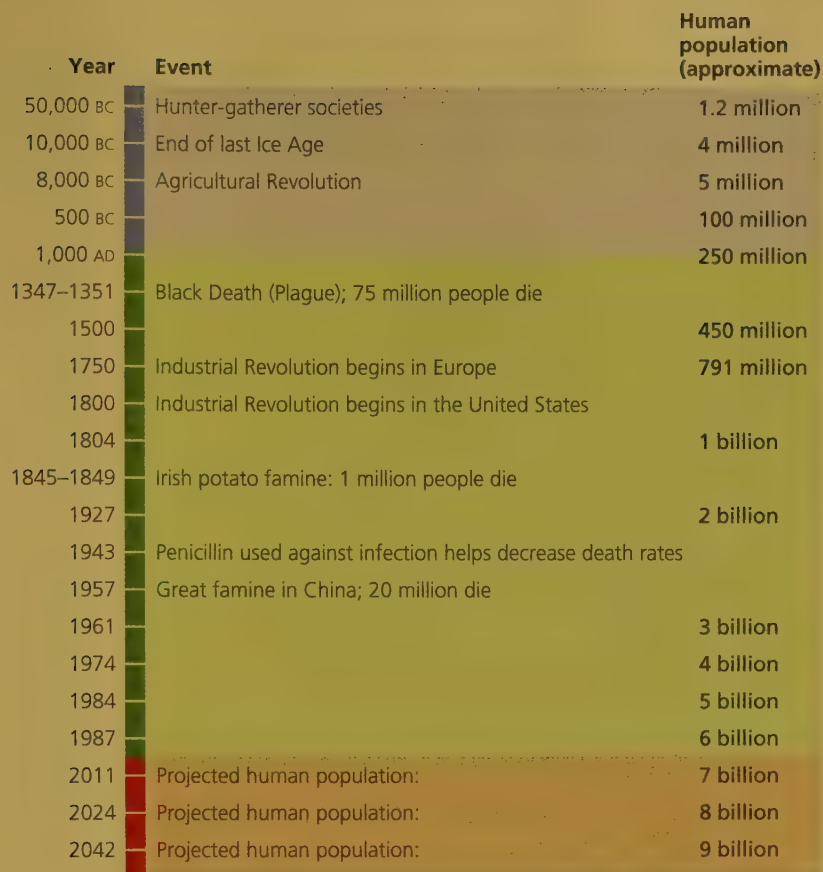 Human
population
Year Event (approximate)
50,000 BC Hunter-gatherer societies 1.2 million
10,000 BC End of last Ice Age 4 million
8,000 BC Agricultural Revolution 5 million
500 BC 100 million
1,000 AD 250 million
1347–1351 Black Death (Plague); 75 million people die
1500 450 million
1750 Industrial Revolution begins in Europe 791 million
1800 Industrial Revolution begins in the United States
1804 1 billion
1845–1849 Irish potato famine: 1 million people die
1927 2 billion
1943 Penicillin used against infection helps decrease death rates
1957 Great famine in China; 20 million die
1961 3 billion
1974 4 billion
1984 5 billion
1987 6 billion
2011 Projected human population: 7 billion
2024 Projected human population: 8 billion
2042 Projected human population: 9 billion